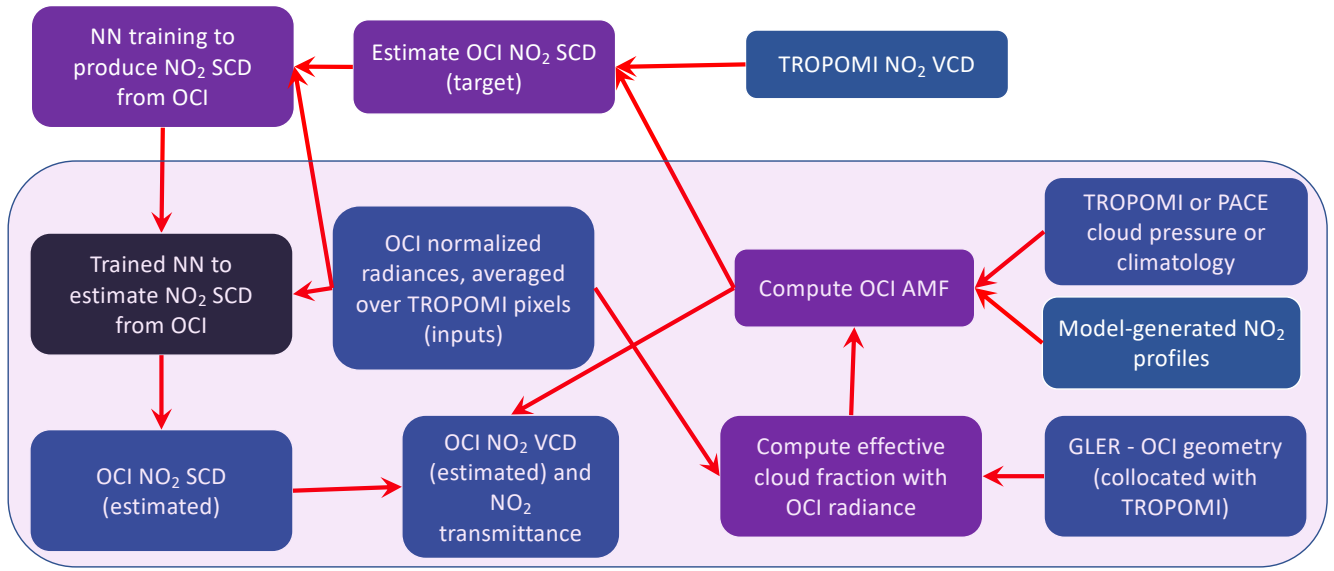 NN training to
produce NO₂ SCD
from OCI
Estimate OCI NO₂ SCD
(target)
TROPOMI NO₂ VCD
Trained NN to
estimate NO₂ SCD
from OCI
OCI normalized
radiances, averaged
over TROPOMI pixels
(inputs)
Compute OCI AMF
TROPOMI or PACE
cloud pressure or
climatology
Model-generated NO₂
profiles
OCI NO₂ SCD
(estimated)
OCI NO₂ VCD
(estimated) and
NO₂
transmittance
Compute effective
cloud fraction with
OCI radiance
GLER - OCI geometry
(collocated with
TROPOMI)